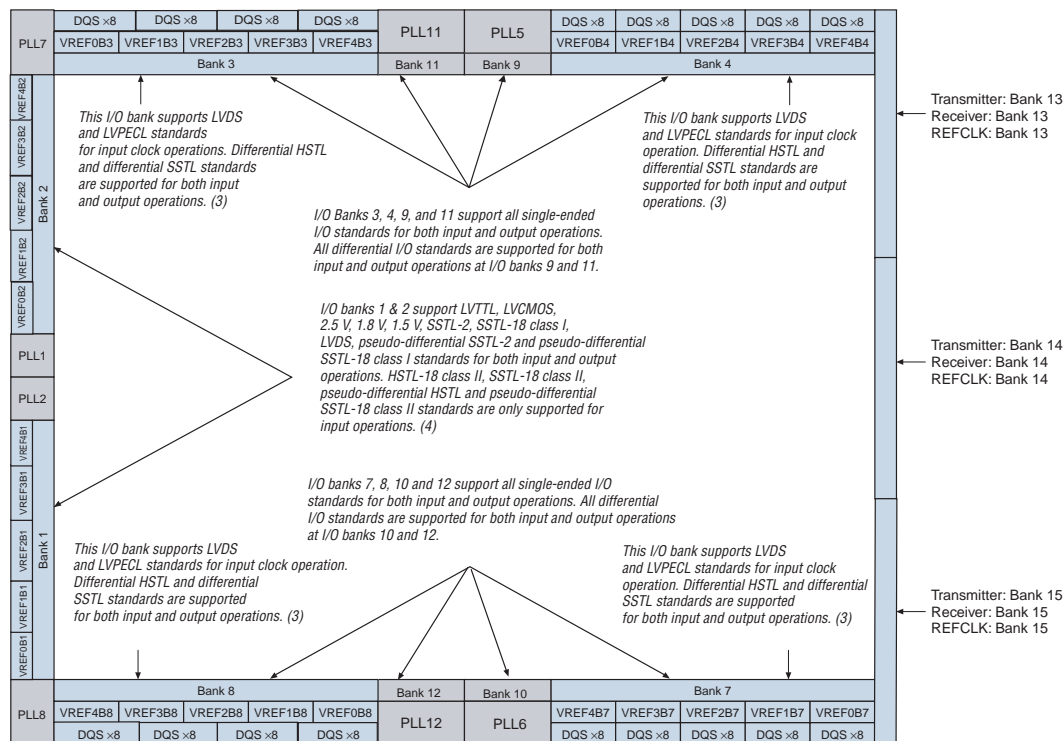 PLL7
DQS ×8 DQS ×8 DQS ×8 DQS ×8
VREF0B3 VREF1B3 VREF2B3 VREF3B3 VREF4B3
Bank 3
PLL11
PLL5
Bank 11
Bank 9
DQS ×8 DQS ×8 DQS ×8 DQS ×8
VREF0B4 VREF1B4 VREF2B4 VREF3B4 VREF4B4
Bank 4
VREF4B2
VREF3B2
VREF2B2
VREF1B2
VREF0B2
Bank 2
This I/O bank supports LVDS
and LVPECL standards
for input clock operations. Differential HSTL
and differential SSTL standards
are supported for both input
and output operations. (3)
This I/O bank supports LVDS
and LVPECL standards for input clock
operation. Differential HSTL and
differential SSTL standards are
supported for both input and output
operations. (3)
Transmitter: Bank 13
Receiver: Bank 13
REFCLK: Bank 13
I/O Banks 3, 4, 9, and 11 support all single-ended
I/O standards for both input and output operations.
All differential I/O standards are supported for both
input and output operations at I/O banks 9 and 11.
I/O banks 1 & 2 support LVTTL, LVCMOS,
2.5 V, 1.8 V, 1.5 V, SSTL-2, SSTL-18 class I,
LVDS, pseudo-differential SSTL-2 and pseudo-differential
SSTL-18 class I standards for both input and output
operations. HSTL-18 class II, SSTL-18 class II,
pseudo-differential HSTL and pseudo-differential
SSTL-18 class II standards are only supported for
input operations. (4)
PLL1
PLL2
Transmitter: Bank 14
Receiver: Bank 14
REFCLK: Bank 14
VREF4B1
VREF3B1
VREF2B1
VREF1B1
VREF0B1
Bank 1
I/O banks 7, 8, 10 and 12 support all single-ended I/O
standards for both input and output operations. All differential
I/O standards are supported for both input and output operations
at I/O banks 10 and 12.
This I/O bank supports LVDS
and LVPECL standards for input clock operation.
Differential HSTL and differential
SSTL standards are supported
for both input and output operations. (3)
This I/O bank supports LVDS
and LVPECL standards for input clock
operation. Differential HSTL and differential
SSTL standards are supported
for both input and output operations. (3)
Transmitter: Bank 15
Receiver: Bank 15
REFCLK: Bank 15
PLL8
Bank 8
VREF4B8 VREF3B8 VREF2B8 VREF1B8 VREF0B8
DQS ×8 DQS ×8 DQS ×8 DQS ×8
Bank 12
Bank 10
PLL12
PLL6
Bank 7
VREF4B7 VREF3B7 VREF2B7 VREF1B7 VREF0B7
DQS ×8 DQS ×8 DQS ×8 DQS ×8